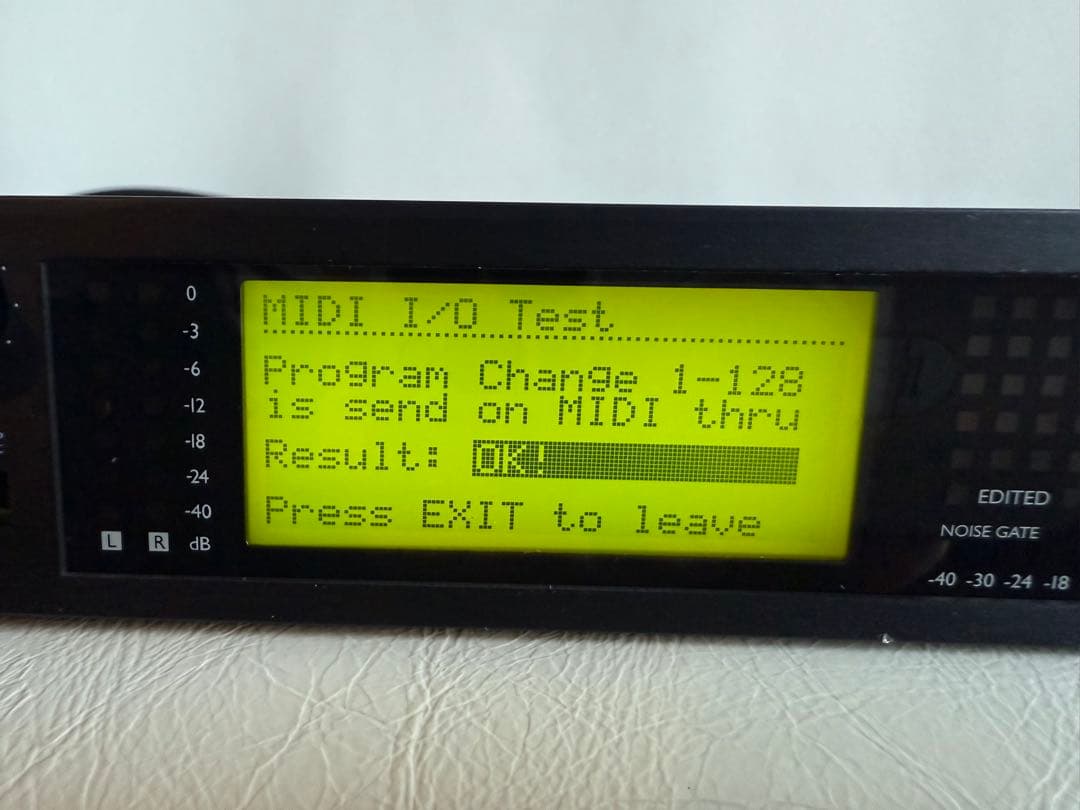 0
-3
-6
-12
-18
-24
-40
L R dB
MIDI I/O Test
Program Change 1-128
is send on MIDI thru
Result: OK!
Press EXIT to leave
EDITED
NOISE GATE
-40 -30 -24 -18